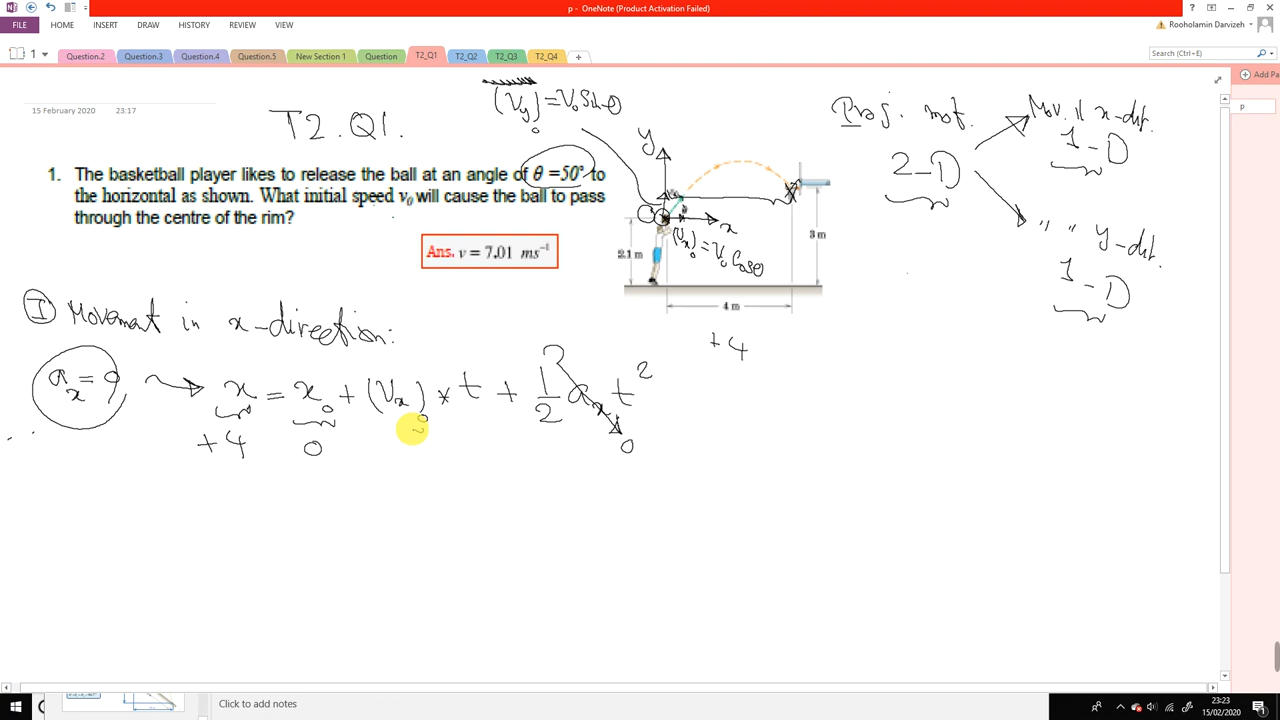 p - OneNote (Product Activation Failed)
FILE HOME INSERT DRAW HISTORY REVIEW VIEW
Rooholamin Darvizeh
1 Question.2 Question.3 Question.4 Question.5 New Section 1 Question T2_Q1 T2_Q2 T2_Q3 T2_Q4 +
Search (Ctrl+E)
Add Pa
p
15 February 2020 23:17
T2.Q1.
(Vy)₀ = V₀ Sin θ
1. The basketball player likes to release the ball at an angle of θ =50° to
the horizontal as shown. What initial speed v₀ will cause the ball to pass
through the centre of the rim?
Ans. v = 7.01 ms⁻¹
y
x
(Vx)₀ = V₀ Cosθ
2.1 m
3 m
4 m
+4
Proj. mot.
2-D
Mov. // x-dir.
1-D
" " y-dir.
1-D
I Movement in x-direction:
aₓ = 0 → x = x₀ + (Vx)₀ * t + 1/2 aₓ t²
+4 0 0
Click to add notes
23:23
15/02/2020